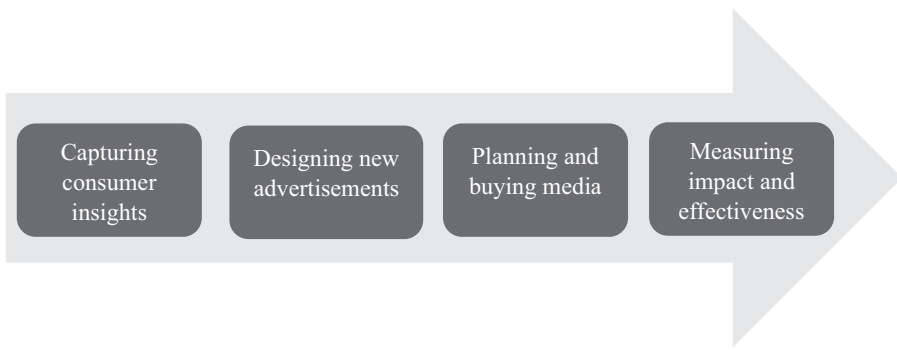 Capturing
consumer
insights
Designing new
advertisements
Planning and
buying media
Measuring
impact and
effectiveness